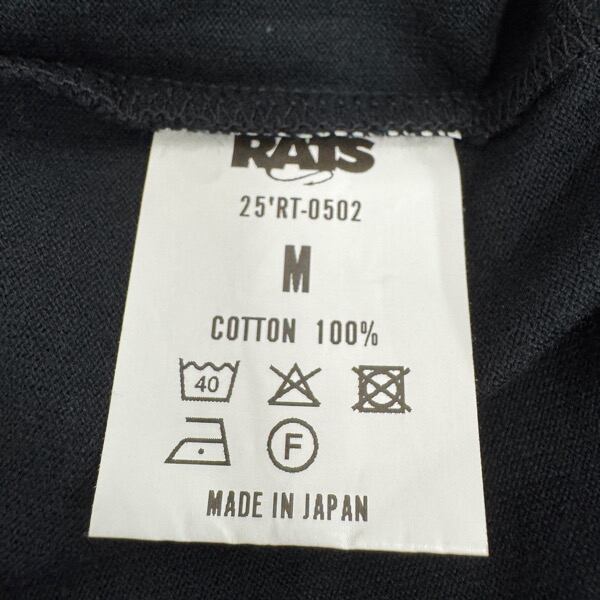 RATS
25'RT-0502
M
COTTON 100%
40
F
MADE IN JAPAN